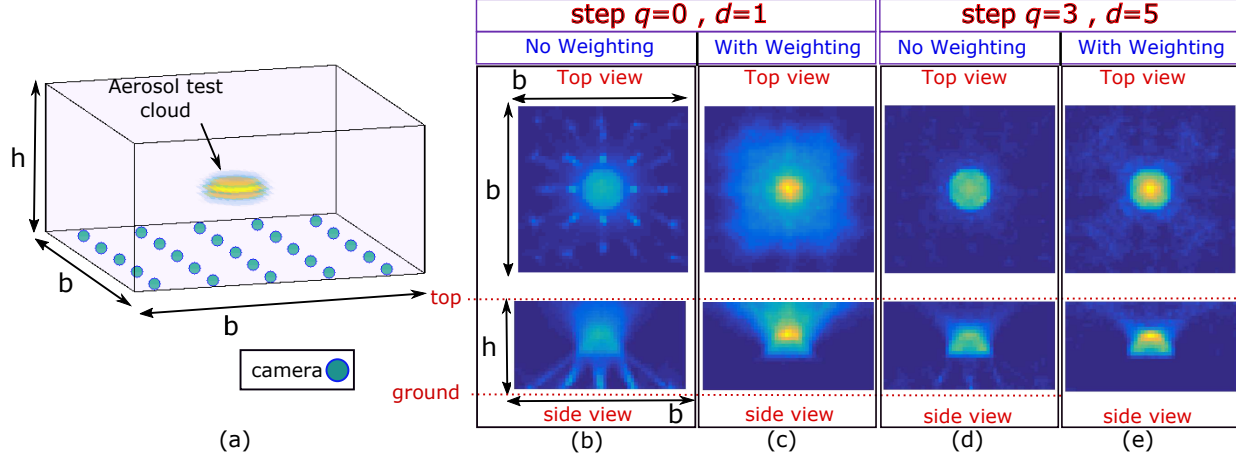 step q=0 , d=1
step q=3 , d=5
No Weighting
With Weighting
No Weighting
With Weighting
Aerosol test
cloud
h
b
b
camera
(a)
Top view
Top view
Top view
Top view
b
b
top
h
ground
b
side view
side view
side view
side view
(b)
(c)
(d)
(e)